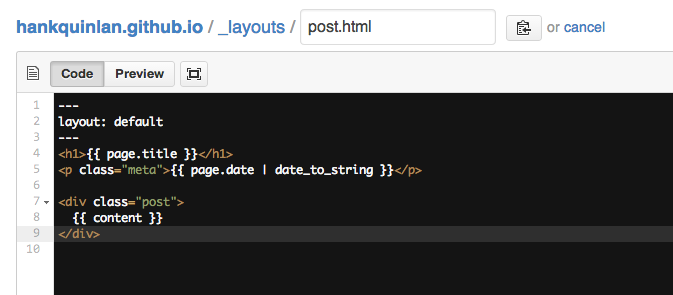 hankquinlan.github.io / _layouts / post.html or cancel
Code Preview
1 ---
2 layout: default
3 ---
4 <h1>{{ page.title }}</h1>
5 <p class="meta">{{ page.date | date_to_string }}</p>
6
7 <div class="post">
8   {{ content }}
9 </div>
10